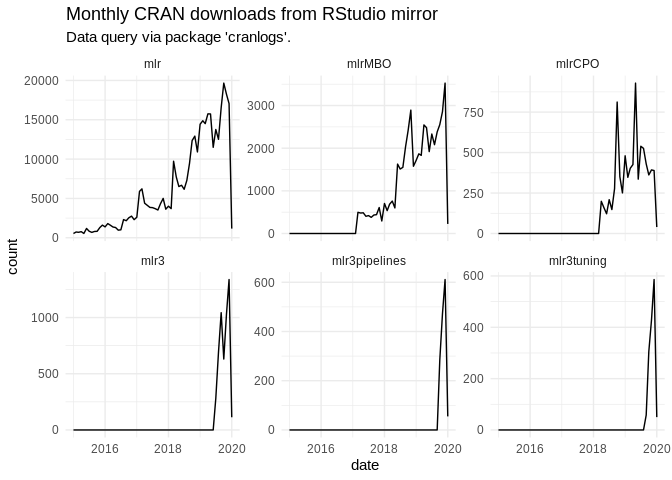 Monthly CRAN downloads from RStudio mirror
Data query via package 'cranlogs'.
mlr
mlrMBO
mlrCPO
20000
15000
10000
5000
0
3000
2000
1000
0
750
500
250
0
count
mlr3
mlr3pipelines
mlr3tuning
1000
500
0
600
400
200
0
600
400
200
0
2016 2018 2020
2016 2018 2020
2016 2018 2020
date